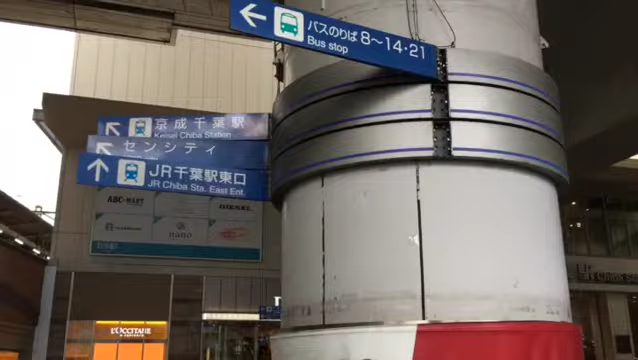 バスのりば 8〜14・21
Bus stop
京成千葉駅
Keisei Chiba Station
センシティ
JR千葉駅東口
JR Chiba Sta. East Ent.
ABC-MART
nano
L'OCCITANE